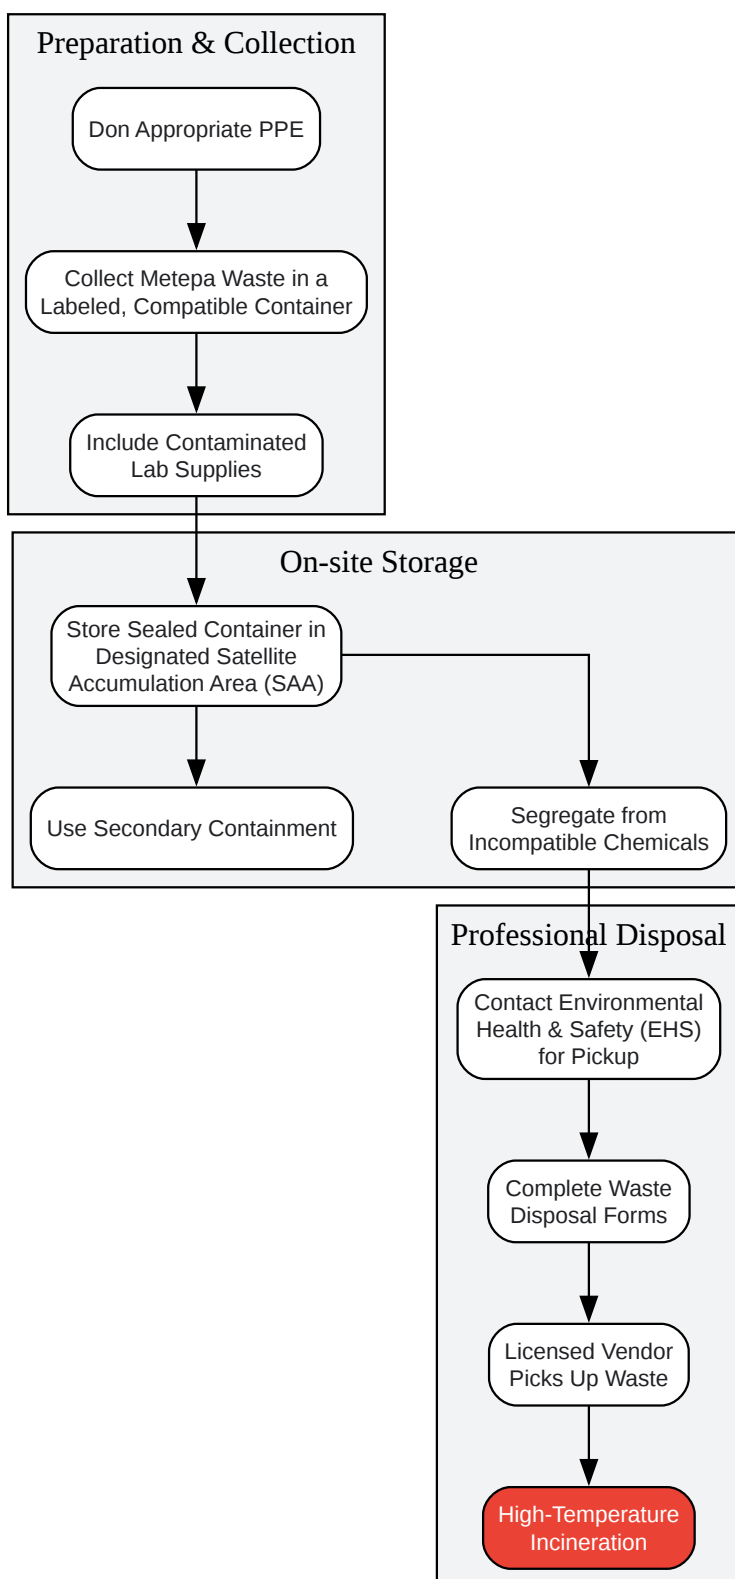 Preparation & Collection
Don Appropriate PPE
Collect Metepa Waste in a
Labeled, Compatible Container
Include Contaminated
Lab Supplies
On-site Storage
Store Sealed Container in
Designated Satellite
Accumulation Area (SAA)
Use Secondary Containment
Segregate from
Incompatible Chemicals
Professional Disposal
Contact Environmental
Health & Safety (EHS)
for Pickup
Complete Waste
Disposal Forms
Licensed Vendor
Picks Up Waste
High-Temperature
Incineration